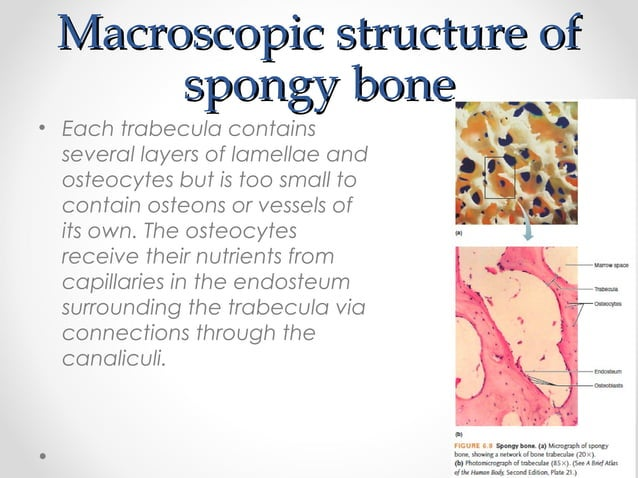 Macroscopic structure of
spongy bone
• Each trabecula contains
several layers of lamellae and
osteocytes but is too small to
contain osteons or vessels of
its own. The osteocytes
receive their nutrients from
capillaries in the endosteum
surrounding the trabecula via
connections through the
canaliculi.
•
(a)
Marrow space
Trabecula
Osteocytes
Endosteum
Osteoblasts
(b)
FIGURE 6.8 Spongy bone. (a) Micrograph of spongy
bone, showing a network of bone trabeculae (20×).
(b) Photomicrograph of trabeculae (85×). (See A Brief Atlas
of the Human Body, Second Edition, Plate 21.)